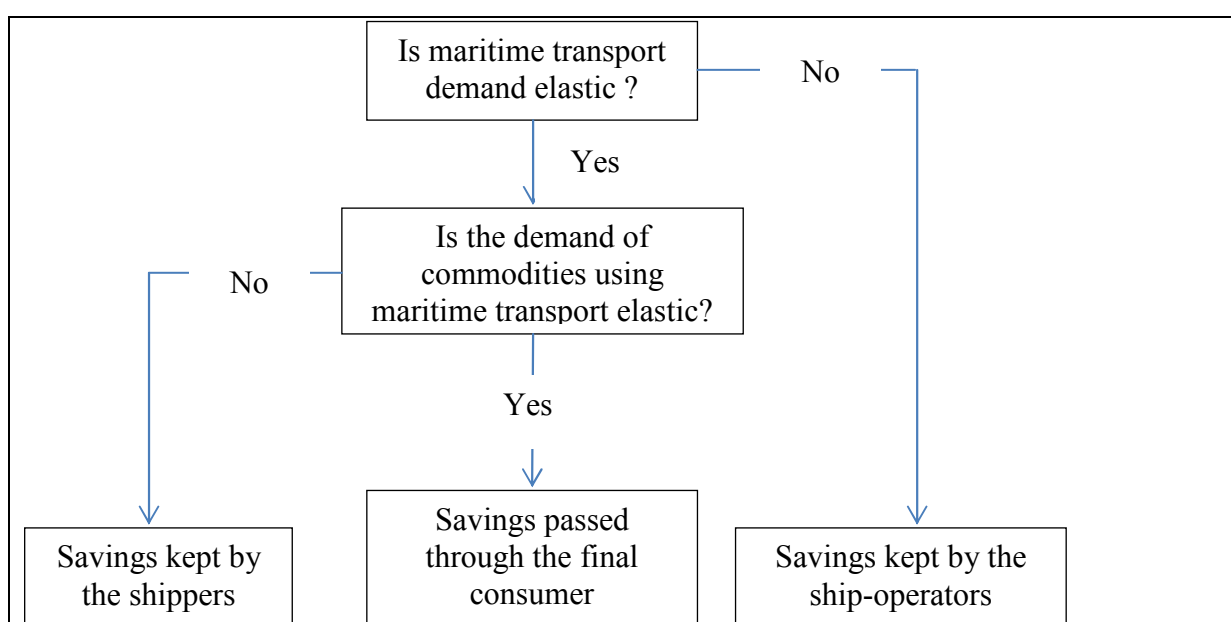 Is maritime transport
demand elastic ?
No
Yes
Is the demand of
commodities using
maritime transport elastic?
No
Yes
Savings kept by
the shippers
Savings passed
through the final
consumer
Savings kept by the
ship-operators